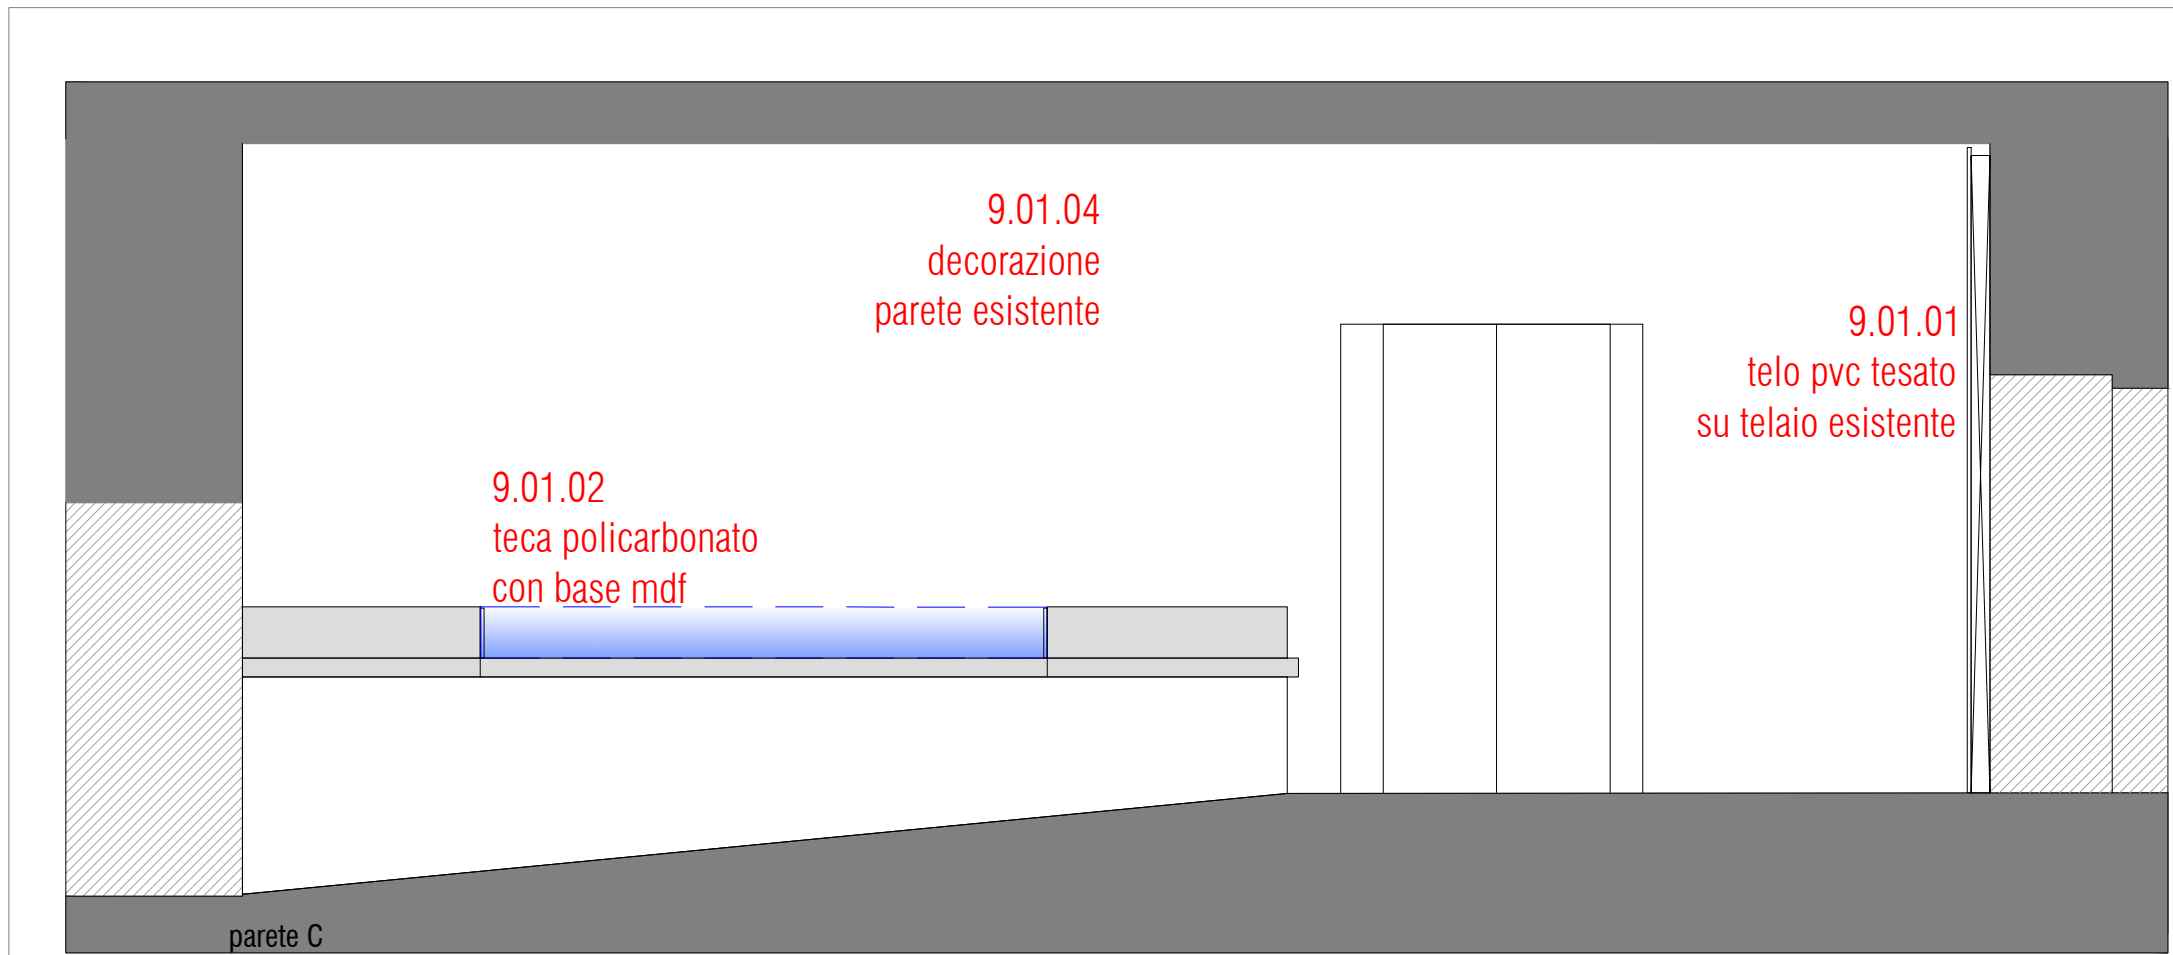 9.01.04
decorazione
parete esistente
9.01.01
telo pvc tesato
su telaio esistente
9.01.02
teca policarbonato
con base mdf
parete C